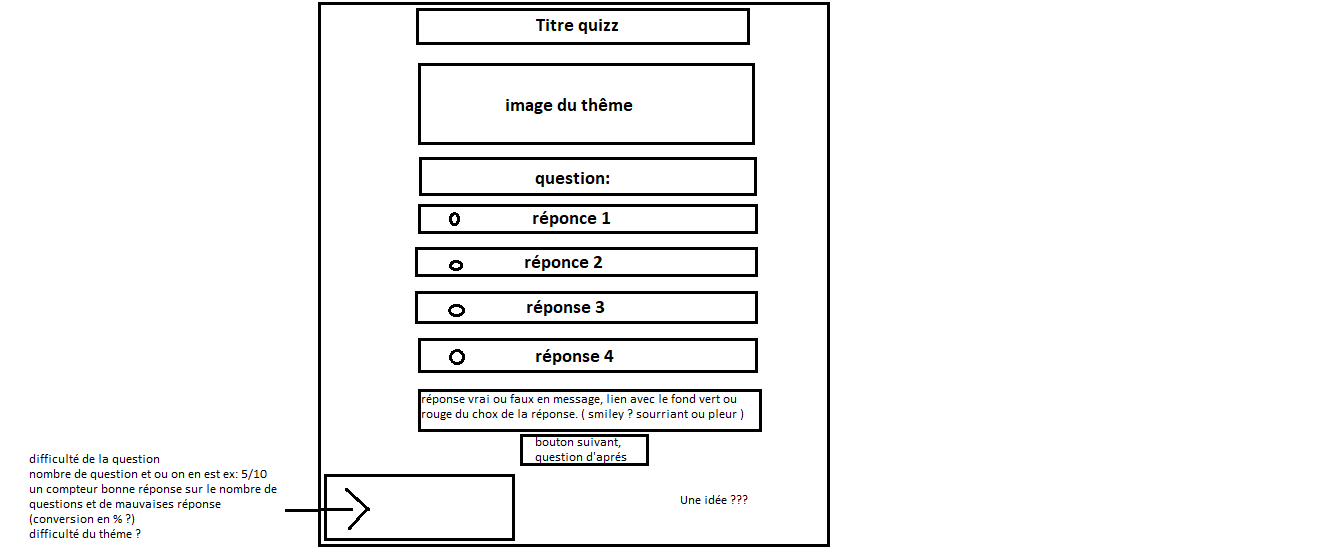 Titre quizz
image du thême
question:
réponce 1
réponce 2
réponse 3
réponse 4
réponse vrai ou faux en message, lien avec le fond vert ou
rouge du chox de la réponse. ( smiley ? sourriant ou pleur )
bouton suivant,
question d'aprés
difficulté de la question
nombre de question et ou on en est ex: 5/10
un compteur bonne réponse sur le nombre de
questions et de mauvaises réponse
(conversion en % ?)
difficulté du théme ?
Une idée ???